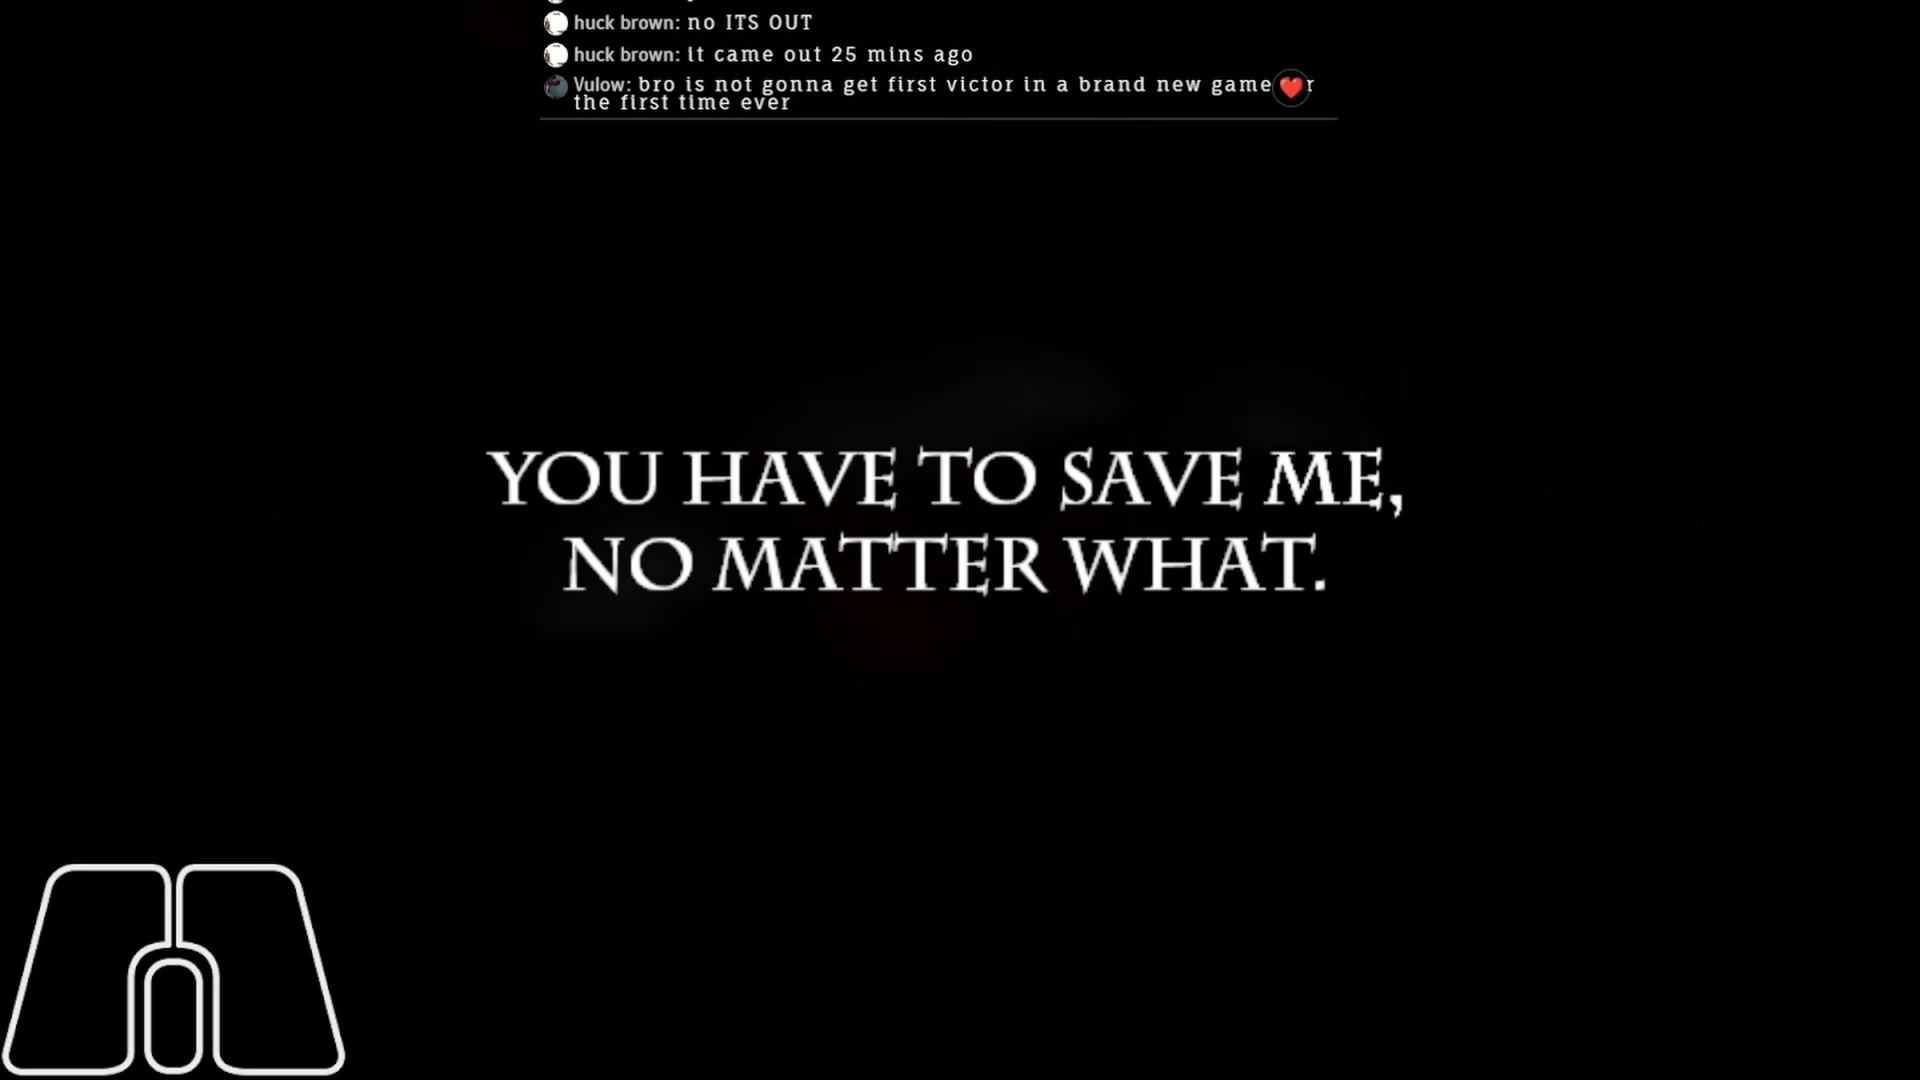 huck brown: no ITS OUT
huck brown: it came out 25 mins ago
Vulow: bro is not gonna get first victor in a brand new game
the first time ever
YOU HAVE TO SAVE ME,
NO MATTER WHAT.